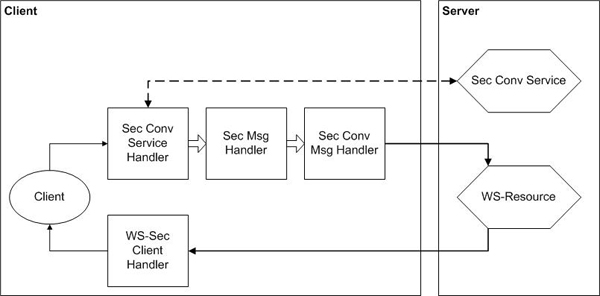 Client
Server
Sec Conv Service
Sec Conv
Service
Handler
Sec Msg
Handler
Sec Conv
Msg Handler
Client
WS-Resource
WS-Sec
Client
Handler